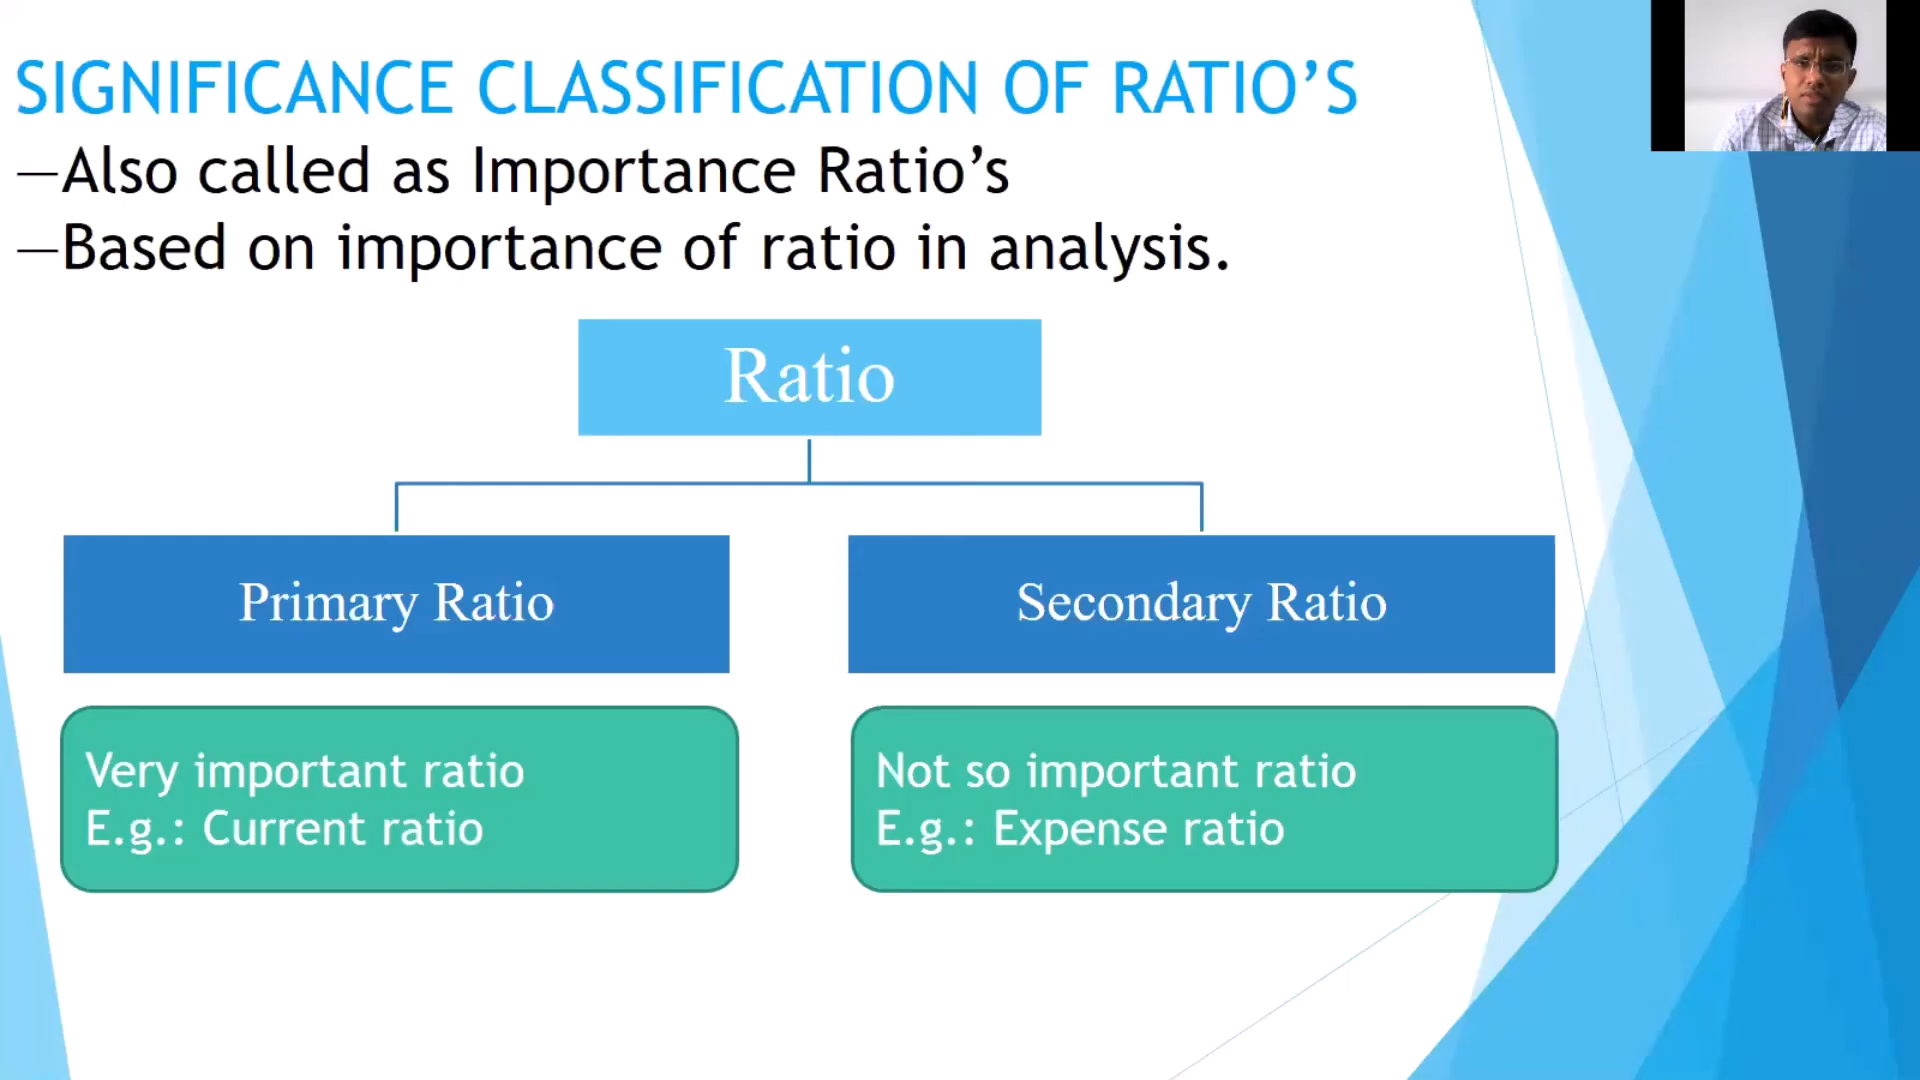 SIGNIFICANCE CLASSIFICATION OF RATIO’S
—Also called as Importance Ratio’s
—Based on importance of ratio in analysis.
Ratio
Primary Ratio
Secondary Ratio
Very important ratio
E.g.: Current ratio
Not so important ratio
E.g.: Expense ratio